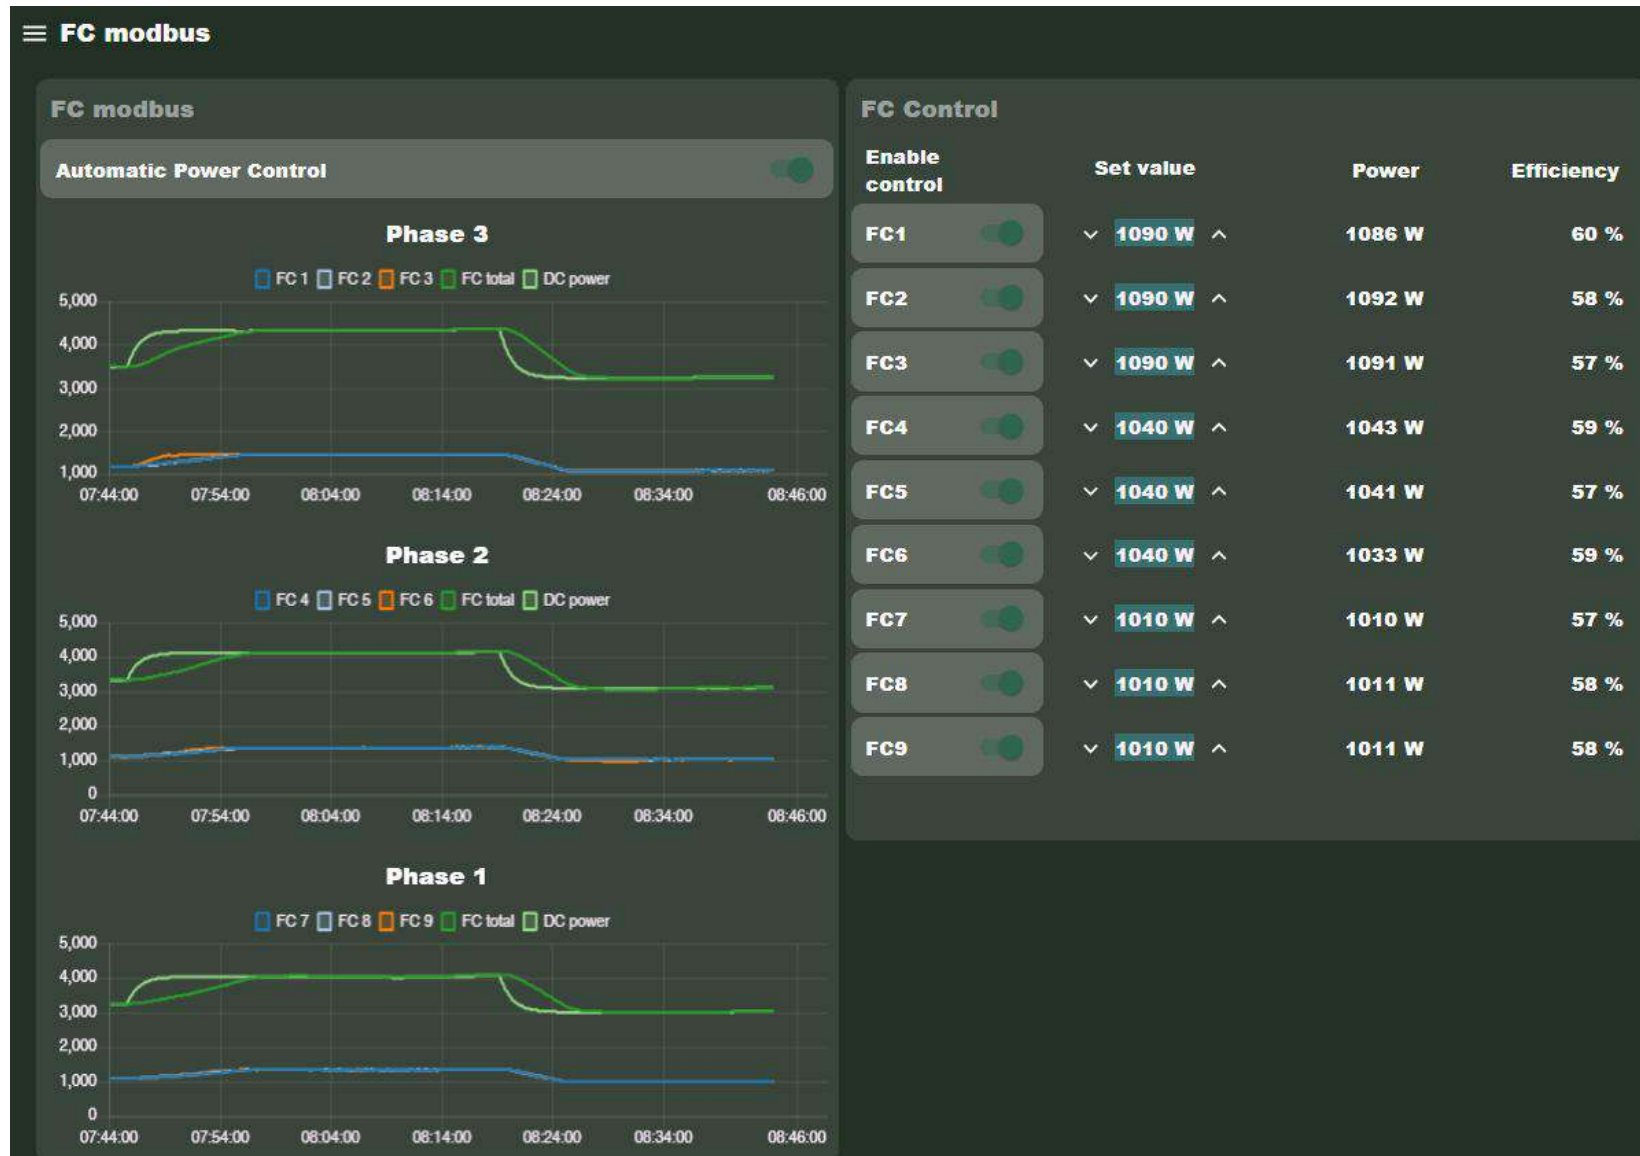 FC modbus
FC modbus
Automatic Power Control
Phase 3
FC 1 FC 2 FC 3 FC total DC power
5,000
4,000
3,000
2,000
1,000
07:44:00 07:54:00 08:04:00 08:14:00 08:24:00 08:34:00 08:46:00
Phase 2
FC 4 FC 5 FC 6 FC total DC power
5,000
4,000
3,000
2,000
1,000
0
07:44:00 07:54:00 08:04:00 08:14:00 08:24:00 08:34:00 08:46:00
Phase 1
FC 7 FC 8 FC 9 FC total DC power
5,000
4,000
3,000
2,000
1,000
0
07:44:00 07:54:00 08:04:00 08:14:00 08:24:00 08:34:00 08:46:00
FC Control
Enable
control Set value Power Efficiency
FC1 1090 W 1086 W 60 %
FC2 1090 W 1092 W 58 %
FC3 1090 W 1091 W 57 %
FC4 1040 W 1043 W 59 %
FC5 1040 W 1041 W 57 %
FC6 1040 W 1033 W 59 %
FC7 1010 W 1010 W 57 %
FC8 1010 W 1011 W 58 %
FC9 1010 W 1011 W 58 %